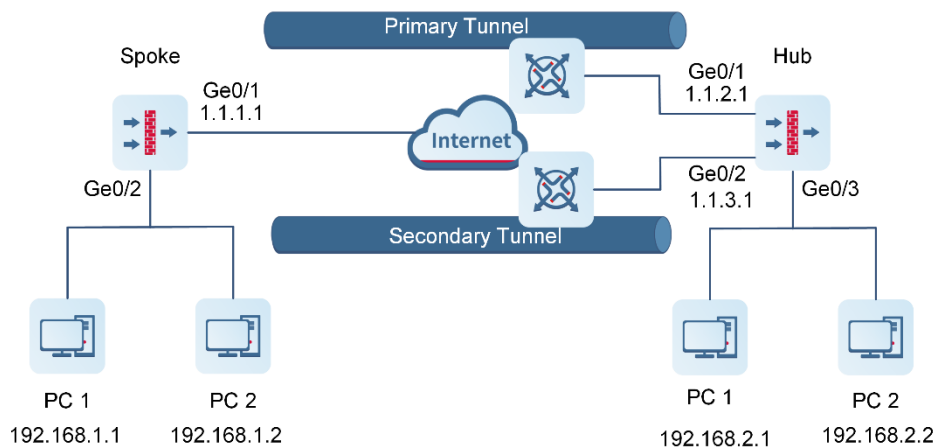 Primary Tunnel
Spoke
Hub
Ge0/1
1.1.1.1
Ge0/1
1.1.2.1
Internet
Ge0/2
Ge0/2
1.1.3.1
Ge0/3
Secondary Tunnel
PC 1
192.168.1.1
PC 2
192.168.1.2
PC 1
192.168.2.1
PC 2
192.168.2.2